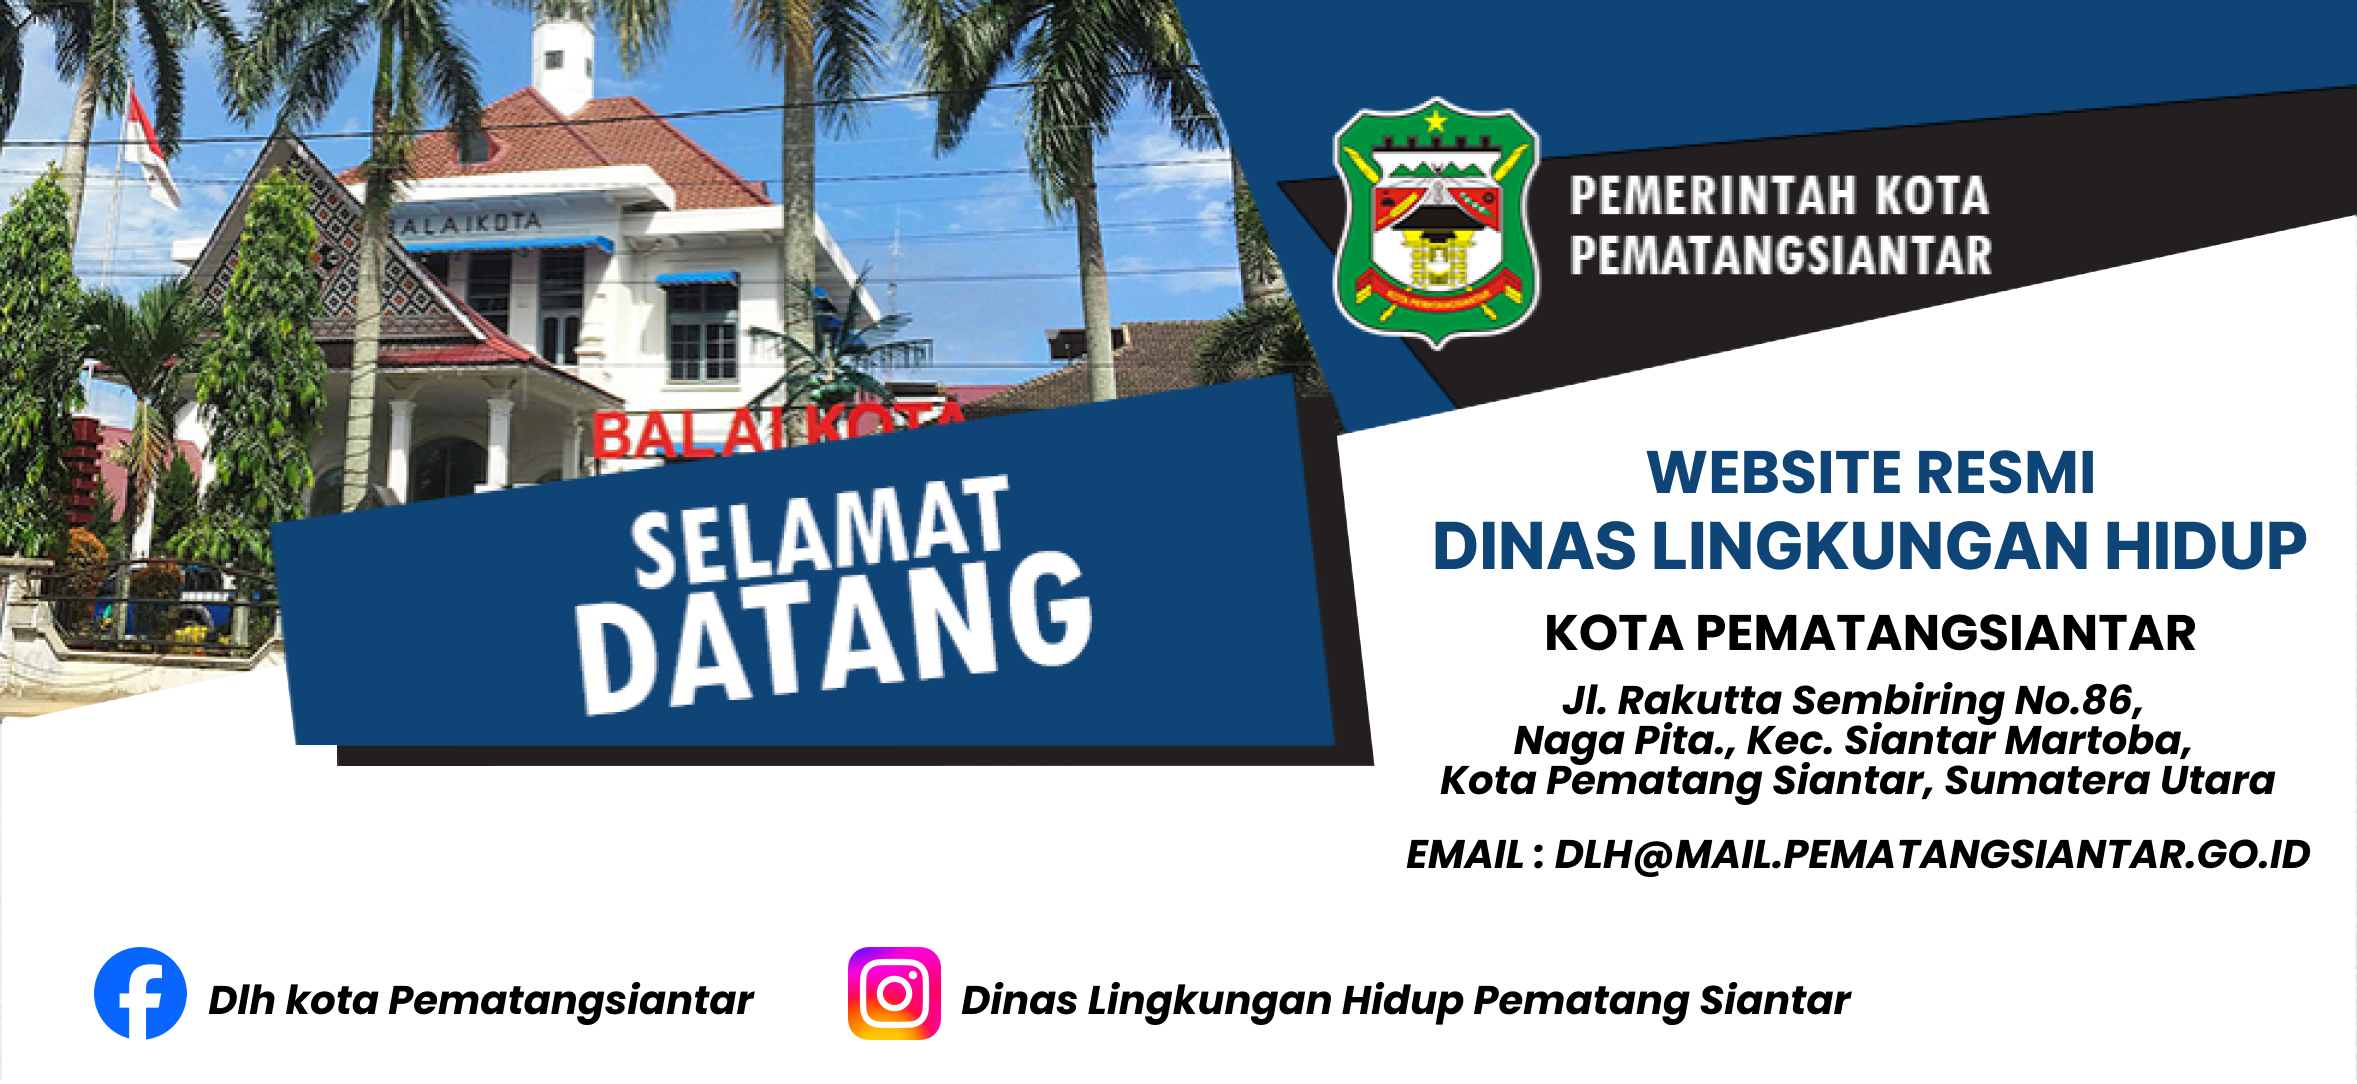 BALAIKOTA
BALAI KOTA
SELAMAT
DATANG
KOTA PEMATANGSIANTAR
PEMERINTAH KOTA
PEMATANGSIANTAR
WEBSITE RESMI
DINAS LINGKUNGAN HIDUP
KOTA PEMATANGSIANTAR
Jl. Rakutta Sembiring No.86,
Naga Pita., Kec. Siantar Martoba,
Kota Pematang Siantar, Sumatera Utara
EMAIL : DLH@MAIL.PEMATANGSIANTAR.GO.ID
Dlh kota Pematangsiantar
Dinas Lingkungan Hidup Pematang Siantar